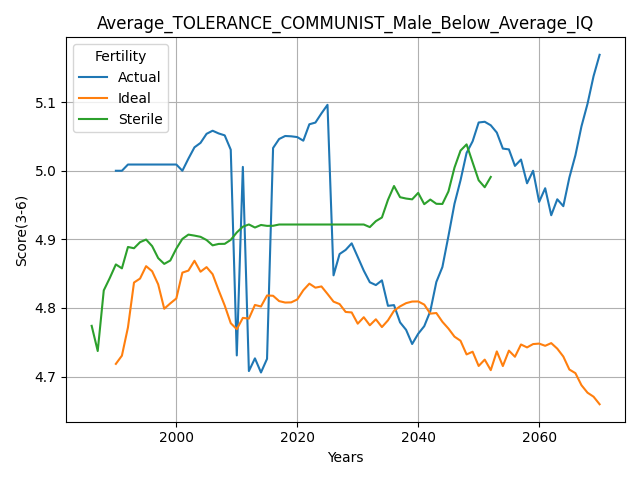 Average_TOLERANCE_COMMUNIST_Male_Below_Average_IQ
Fertility
Actual
Ideal
Sterile
Score(3-6)
5.1
5.0
4.9
4.8
4.7
2000 2020 2040 2060
Years